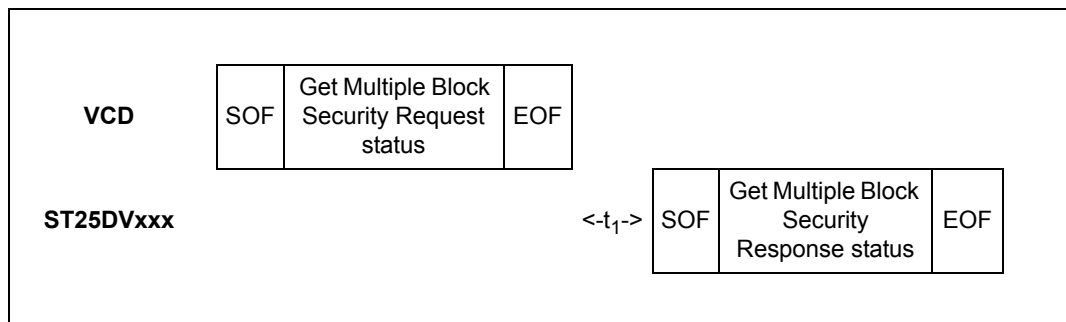 VCD
SOF
Get Multiple Block
Security Request
status
EOF
ST25DVxxx
<-t1->
SOF
Get Multiple Block
Security
Response status
EOF